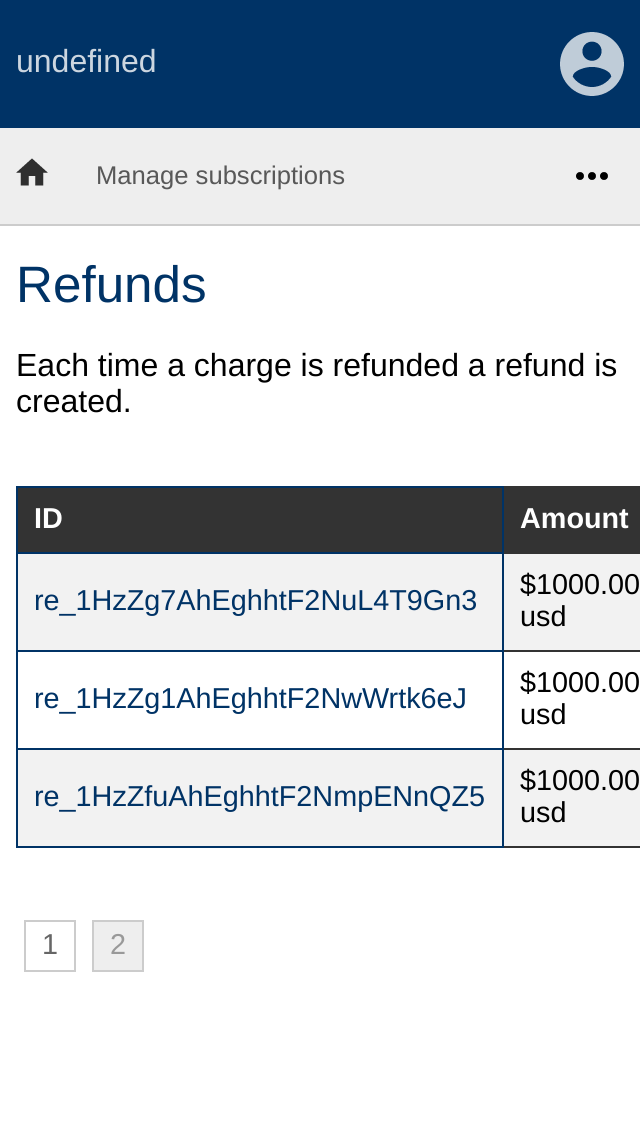 undefined
Manage subscriptions
Refunds
Each time a charge is refunded a refund is
created.
ID Amount
re_1HzZg7AhEghhtF2NuL4T9Gn3 $1000.00
usd
re_1HzZg1AhEghhtF2NwWrtk6eJ $1000.00
usd
re_1HzZfuAhEghhtF2NmpENnQZ5 $1000.00
usd
1 2